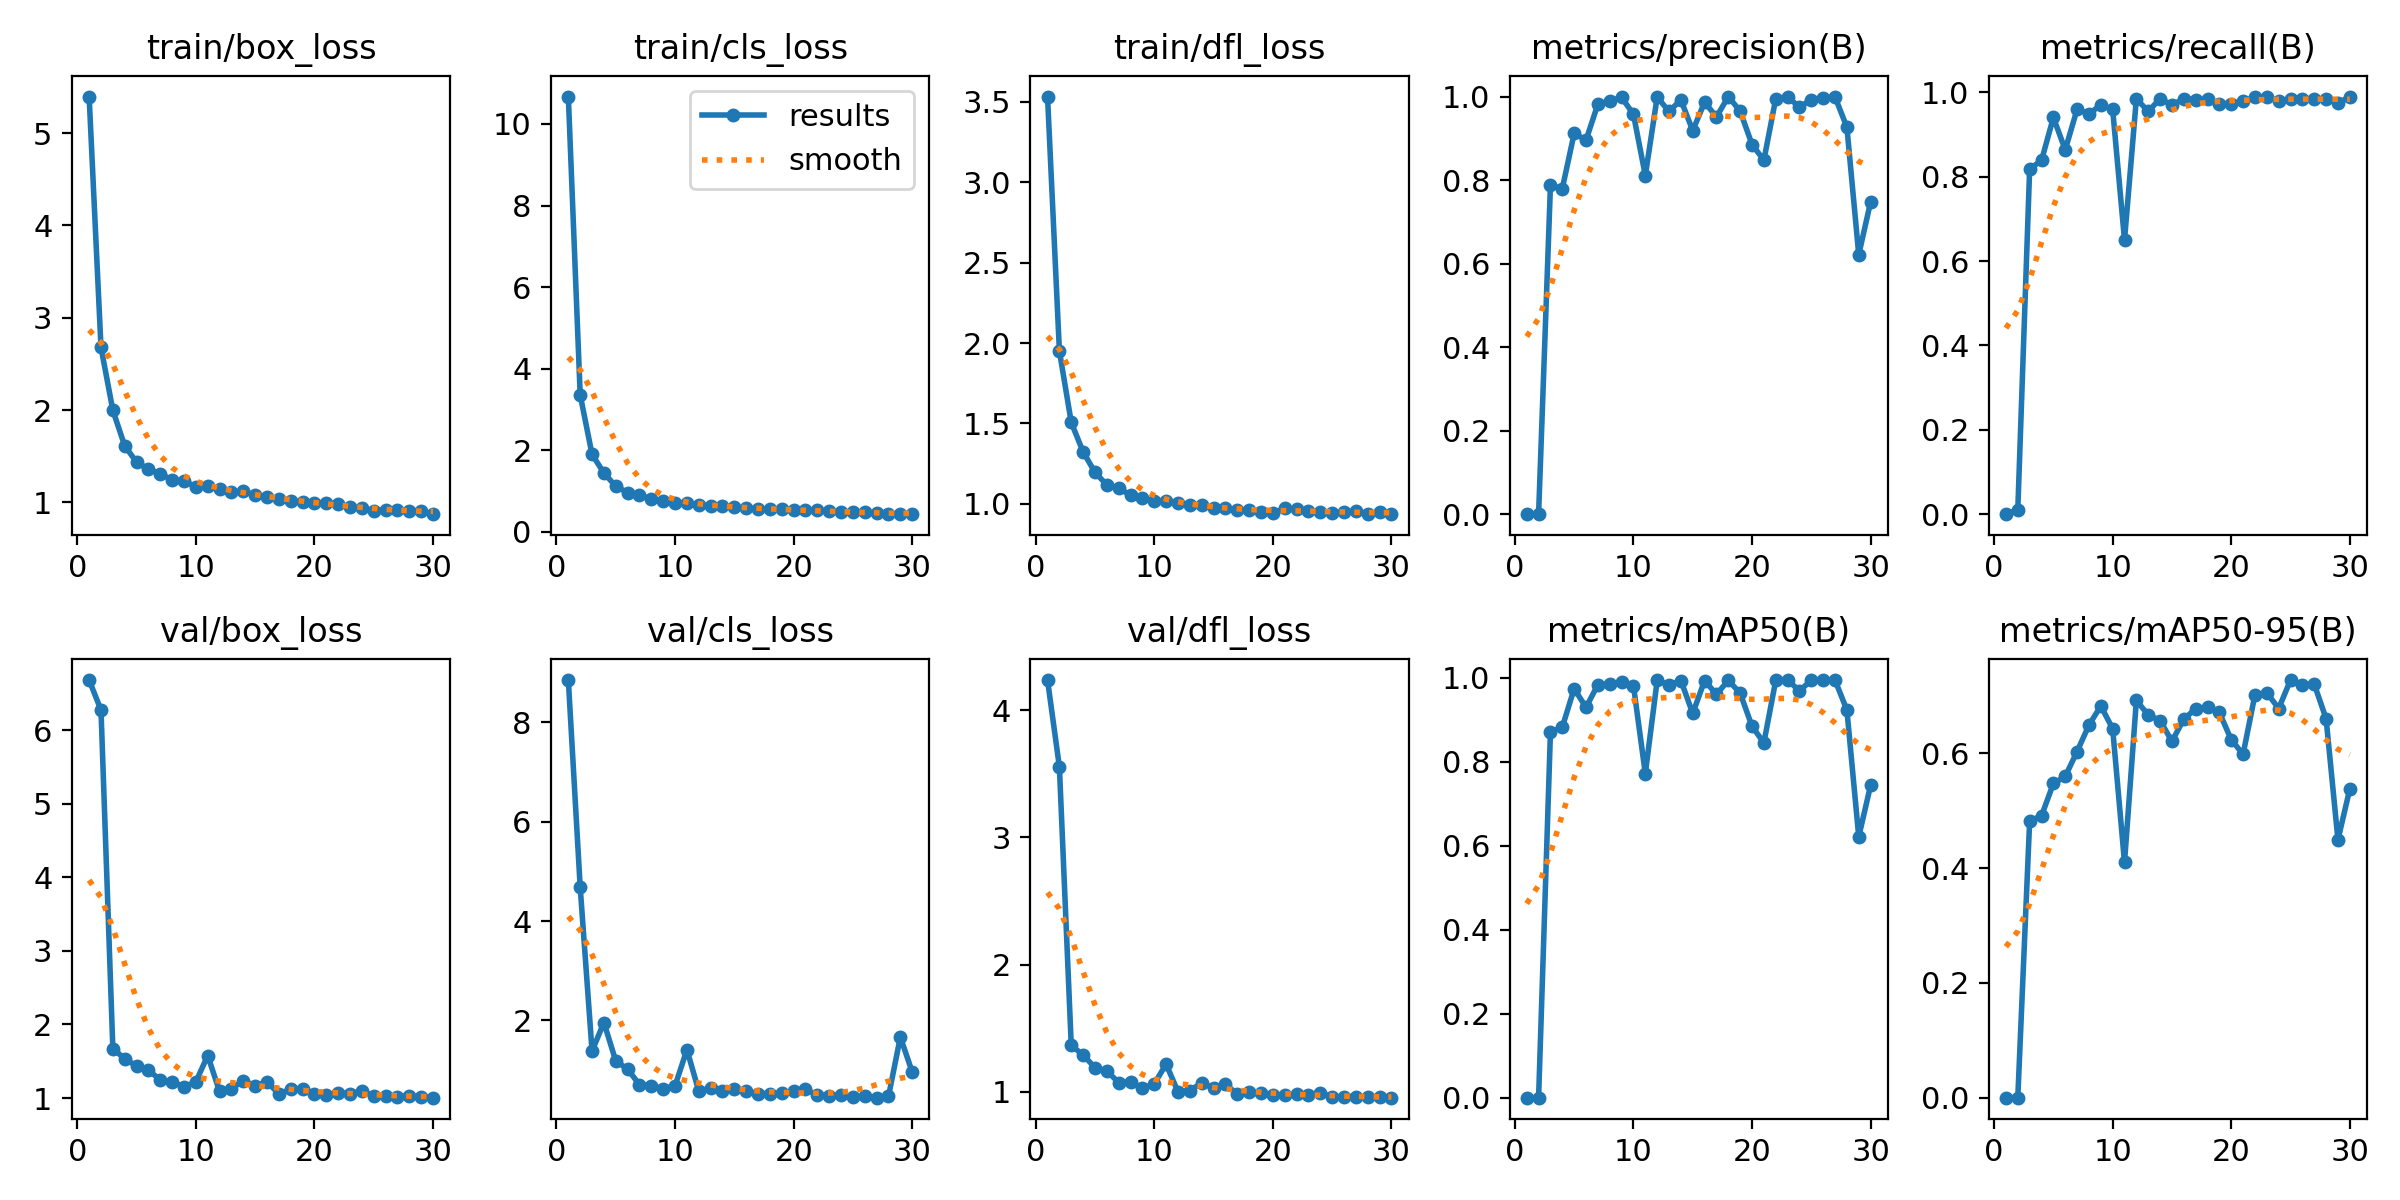 train/box_loss
5
4
3
2
1
0 10 20 30
train/cls_loss
results
smooth
10
8
6
4
2
0
0 10 20 30
train/dfl_loss
3.5
3.0
2.5
2.0
1.5
1.0
0 10 20 30
metrics/precision(B)
1.0
0.8
0.6
0.4
0.2
0.0
0 10 20 30
metrics/recall(B)
1.0
0.8
0.6
0.4
0.2
0.0
0 10 20 30
val/box_loss
6
5
4
3
2
1
0 10 20 30
val/cls_loss
8
6
4
2
0 10 20 30
val/dfl_loss
4
3
2
1
0 10 20 30
metrics/mAP50(B)
1.0
0.8
0.6
0.4
0.2
0.0
0 10 20 30
metrics/mAP50-95(B)
0.6
0.4
0.2
0.0
0 10 20 30